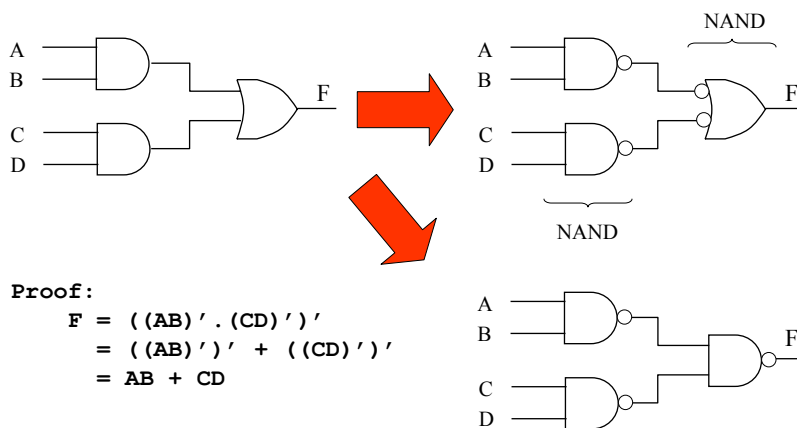 A
B
C
D
F
NAND
A
B
C
D
F
NAND
Proof:
F = ((AB)′.(CD)′)′
= ((AB)′)′ + ((CD)′)′
= AB + CD
A
B
C
D
F